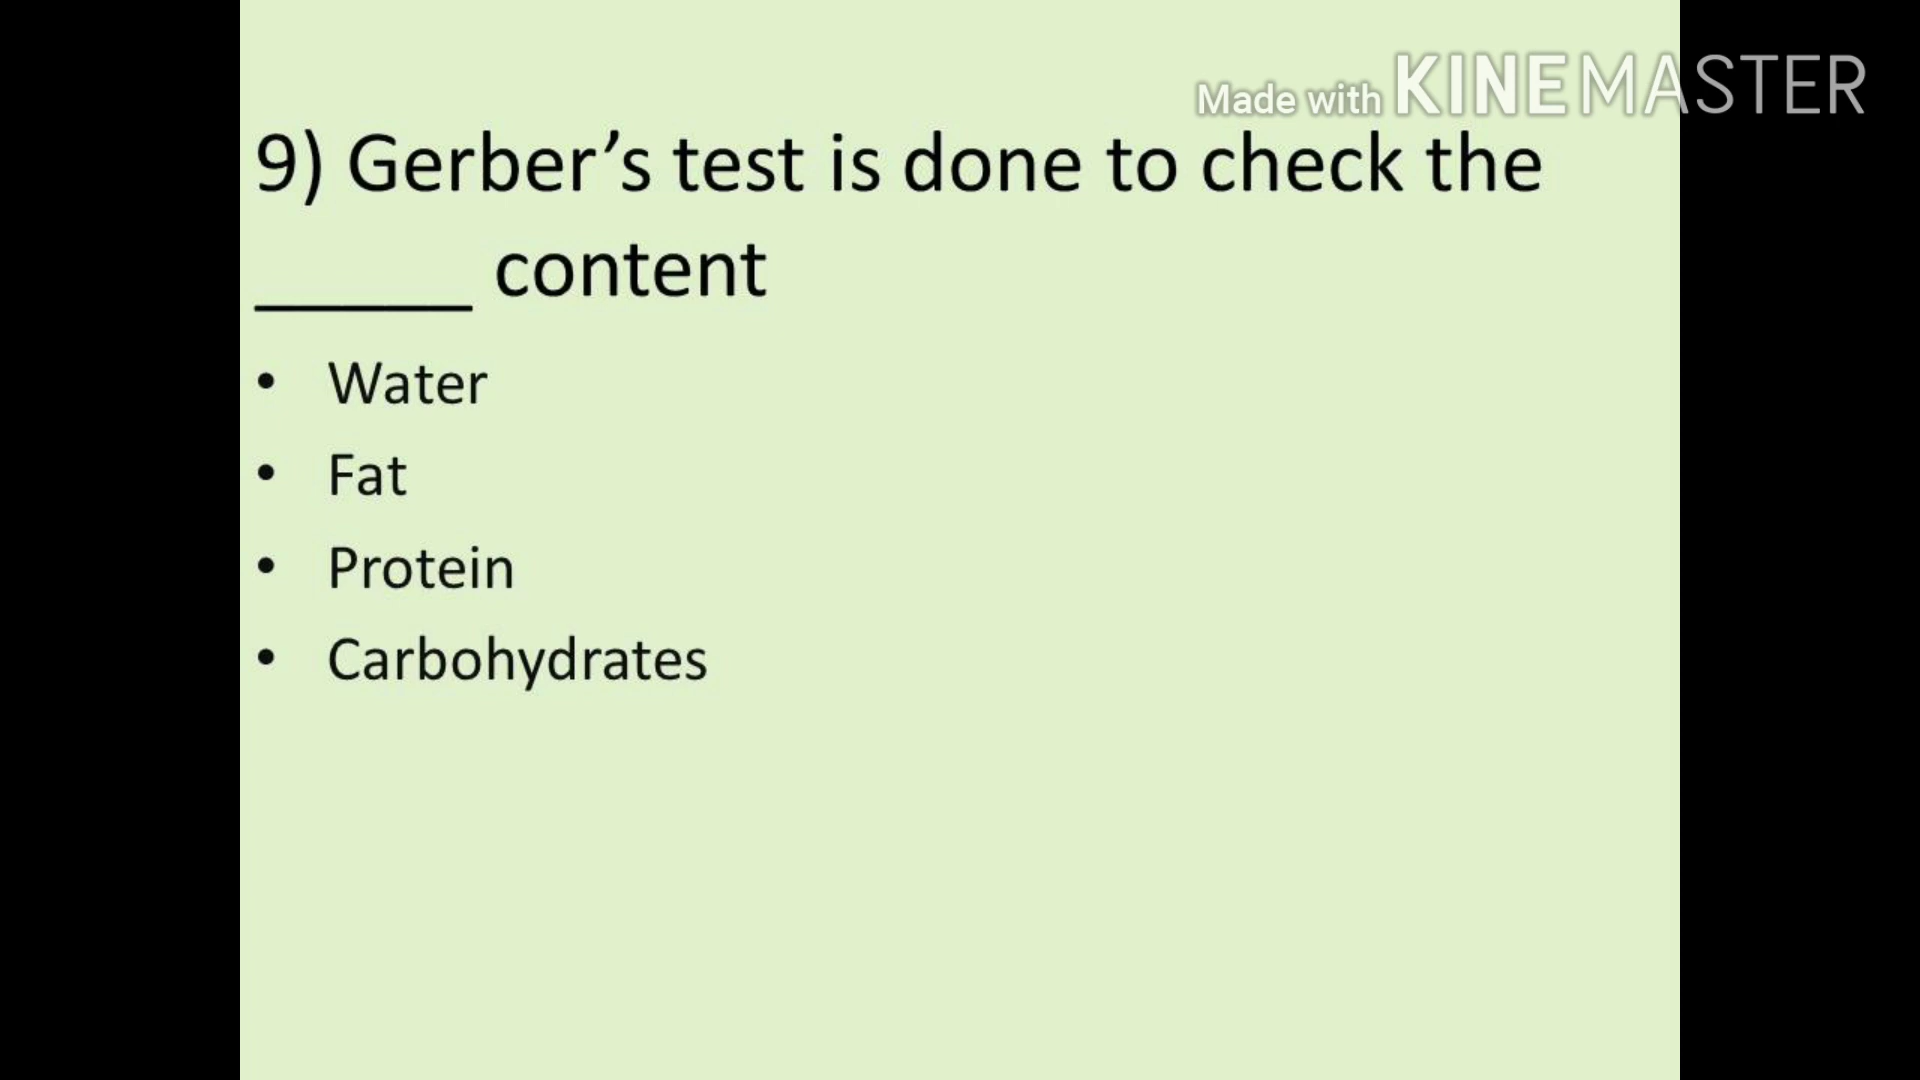 Made with KINEMASTER
9) Gerber’s test is done to check the
_____ content
• Water
• Fat
• Protein
• Carbohydrates